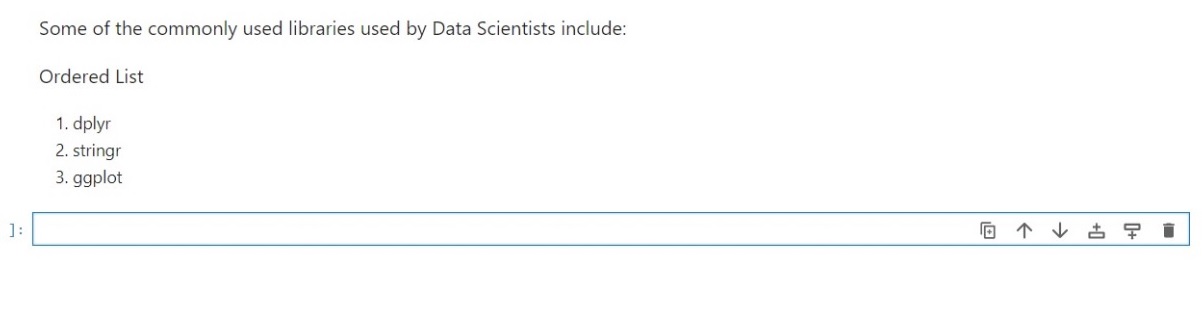 Some of the commonly used libraries used by Data Scientists include:
Ordered List
1. dplyr
2. stringr
3. ggplot
]: